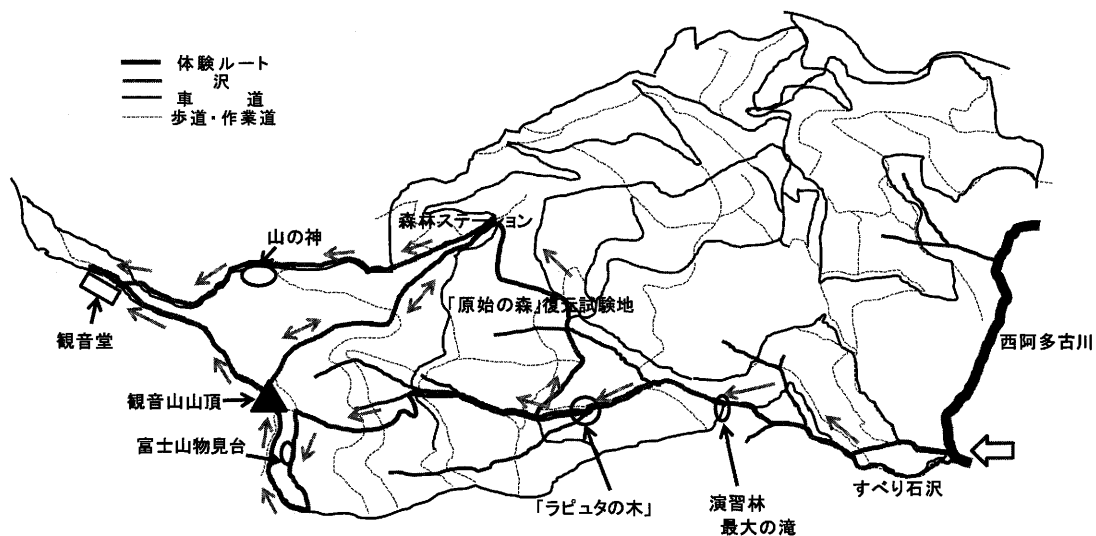 体験ルート
沢
車　　道
歩道・作業道
森林ステーション
山の神
「原始の森」復元試験地
観音堂
西阿多古川
観音山山頂
富士山物見台
すべり石沢
「ラピュタの木」
演習林
最大の滝